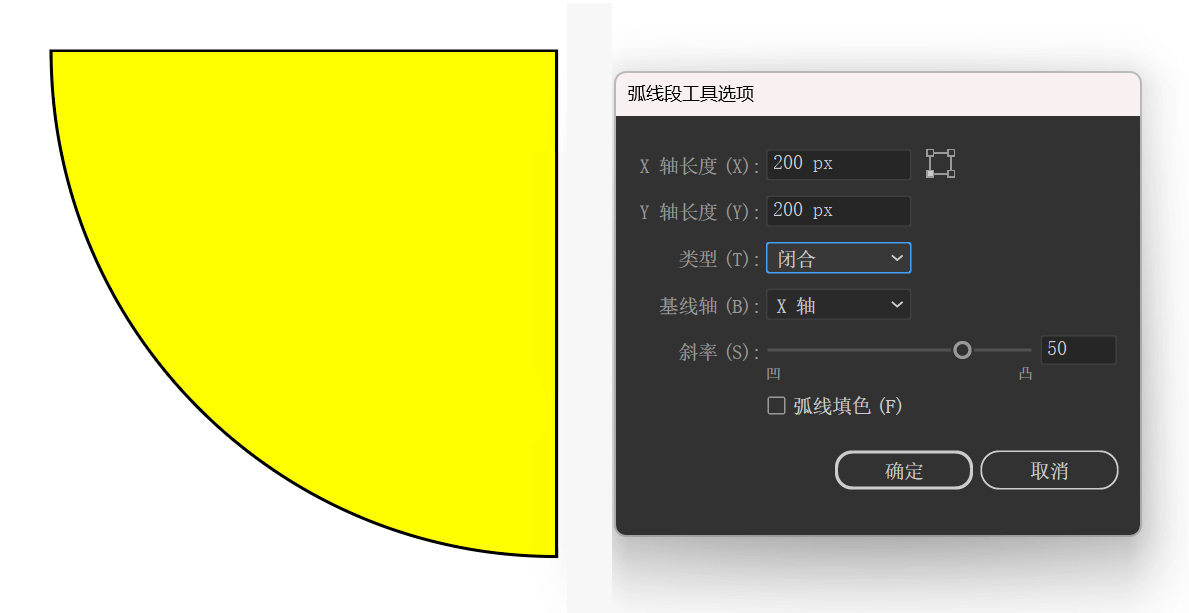 弧线段工具选项
X 轴长度 (X): 200 px
Y 轴长度 (Y): 200 px
类型 (T): 闭合
基线轴 (B): X 轴
斜率 (S): 50
凹 凸
弧线填色 (F)
确定 取消